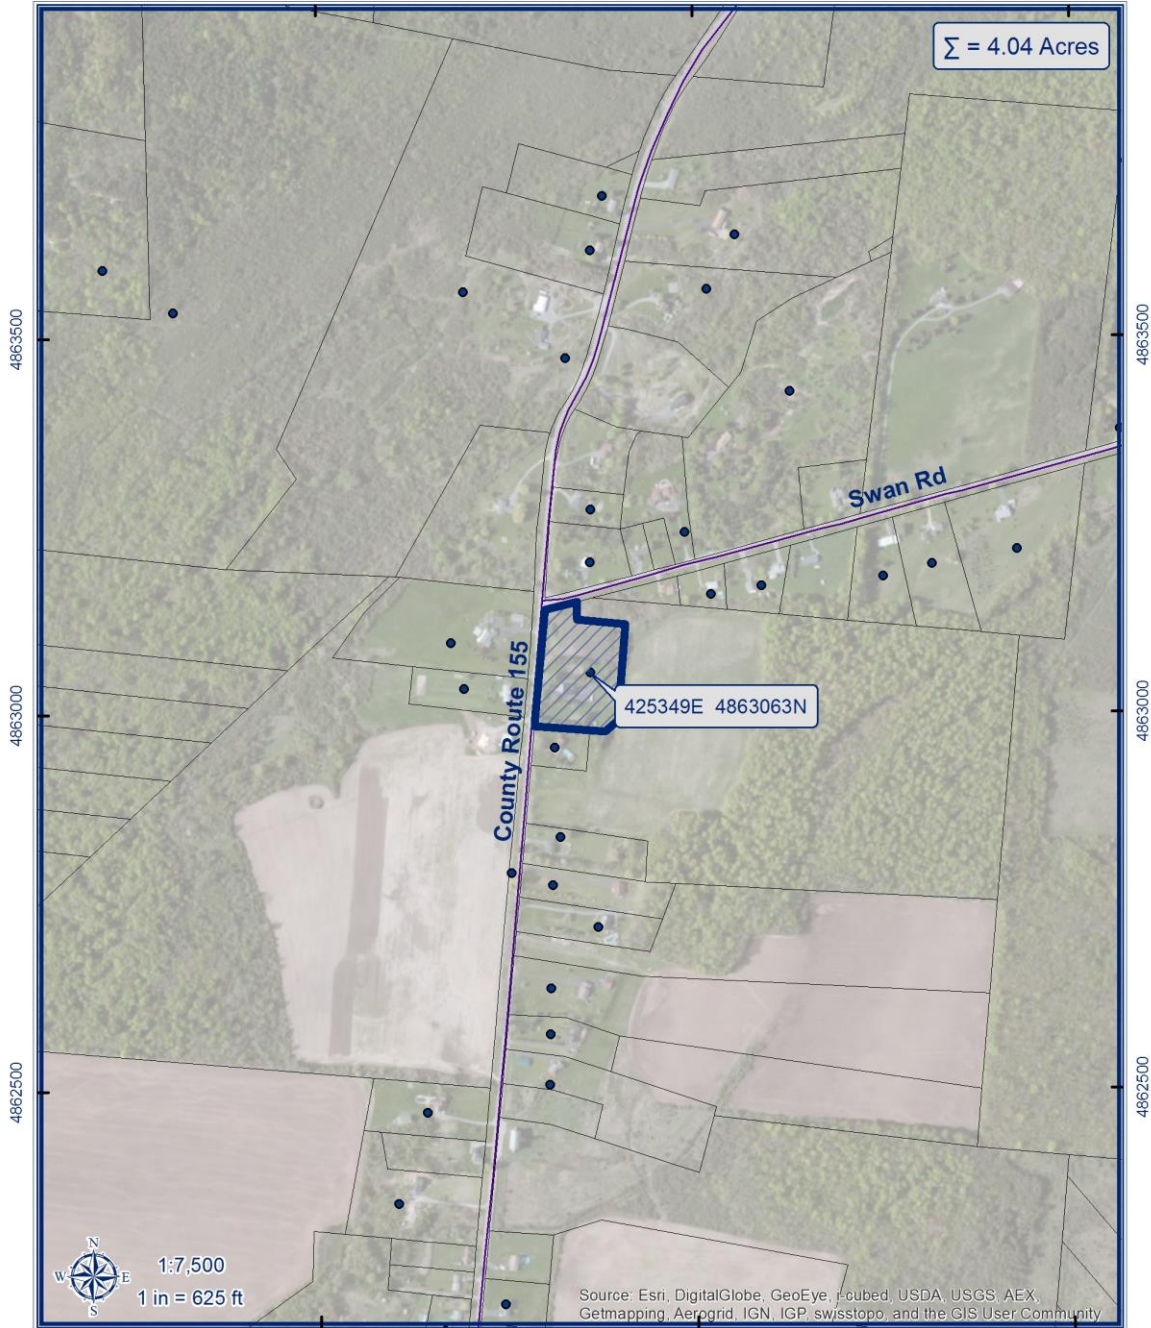 ∑ = 4.04 Acres
4863500
4863500
Swan Rd
County Route 155
425349E 4863063N
4863000
4863000
4862500
4862500
N
W E
S
1:7,500
1 in = 625 ft
Source: Esri, DigitalGlobe, GeoEye, i-cubed, USDA, USGS, AEX,
Getmapping, Aerogrid, IGN, IGP, swisstopo, and the GIS User Community